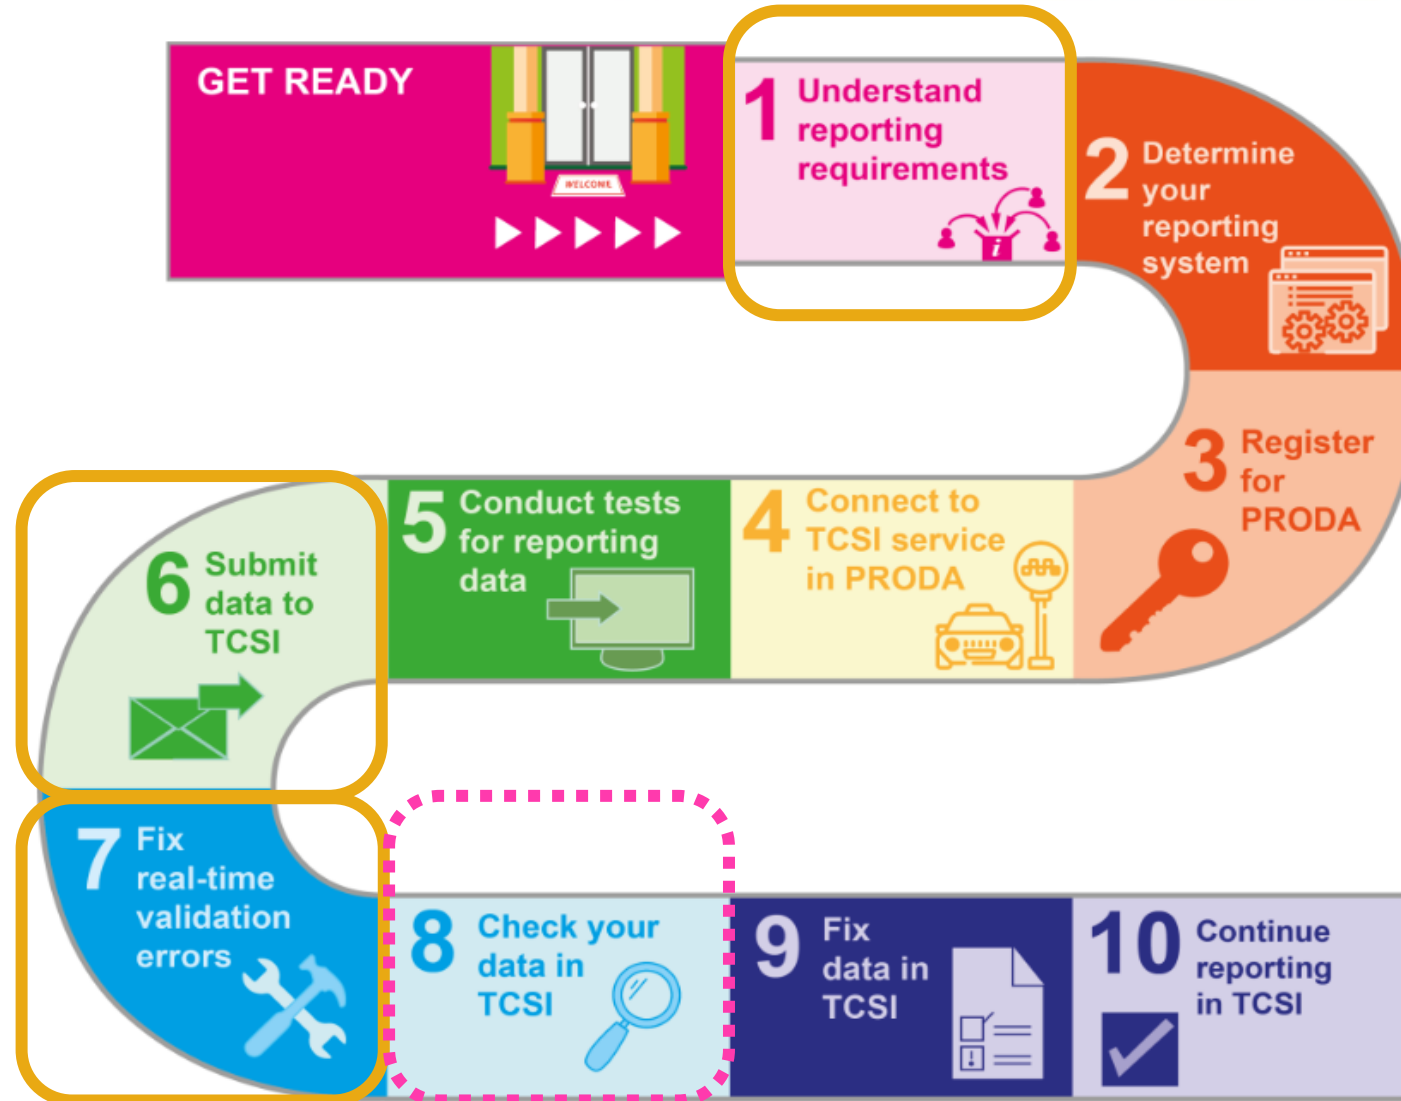 GET READY
WELCOME
1 Understand
reporting
requirements
i
2 Determine
your
reporting
system
3 Register
for
PRODA
4 Connect to
TCSI service
in PRODA
5 Conduct tests
for reporting
data
6 Submit
data to
TCSI
7 Fix
real-time
validation
errors
8 Check your
data in
TCSI
9 Fix
data in
TCSI
10 Continue
reporting
in TCSI